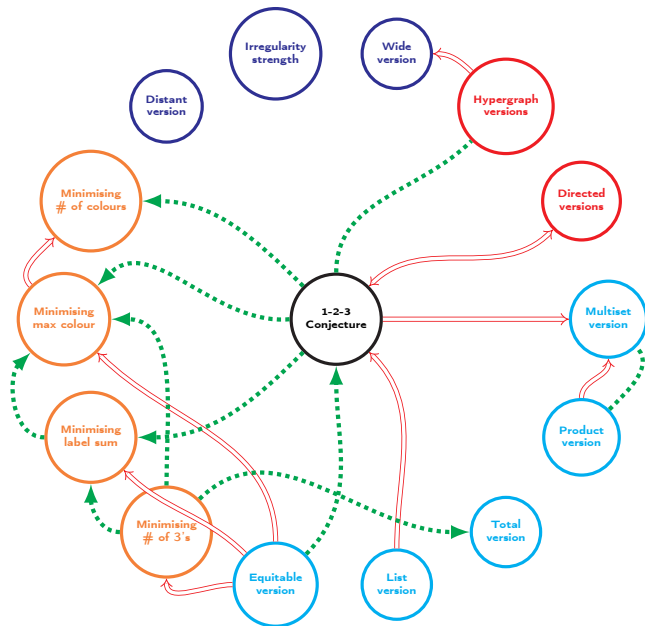 Irregularity
strength
Wide
version
Distant
version
Hypergraph
versions
Minimising
# of colours
Directed
versions
Minimising
max colour
1-2-3
Conjecture
Multiset
version
Minimising
label sum
Product
version
Minimising
# of 3's
Total
version
Equitable
version
List
version